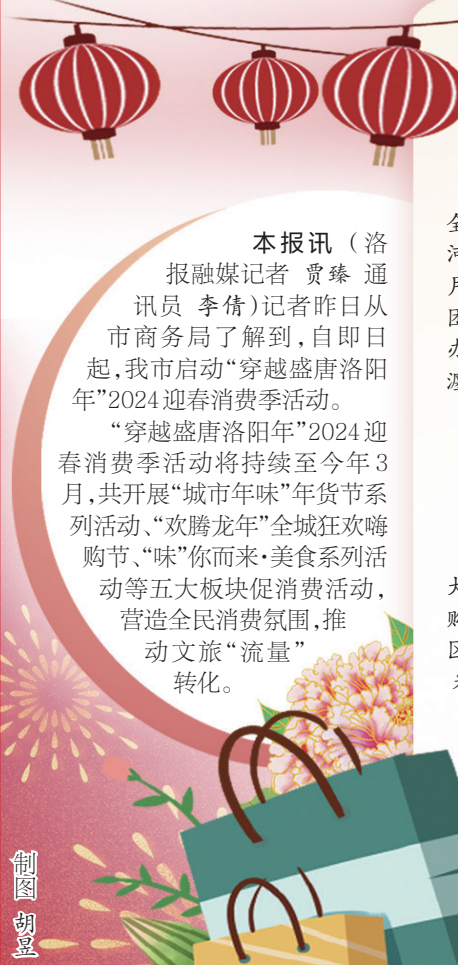 本报讯（洛
报融媒记者 贾臻 通
讯员 李倩)记者昨日从
市商务局了解到，自即日
起，我市启动“穿越盛唐洛阳
年”2024迎春消费季活动。
“穿越盛唐洛阳年”2024迎
春消费季活动将持续至今年3
月，共开展“城市年味”年货节系
列活动、“欢腾龙年”全城狂欢嗨
购节、“味”你而来·美食系列活
动等五大板块促消费活动，
营造全民消费氛围，推
动文旅“流量”
转化。
制图 胡昱